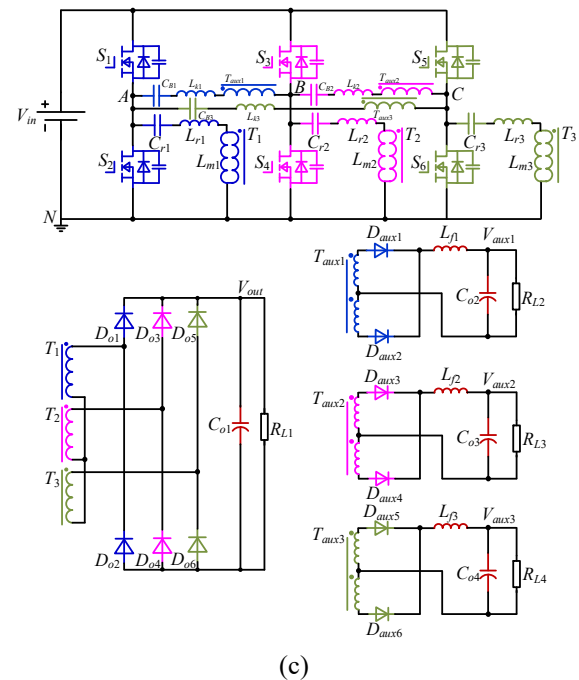 S1 S3 S5
CB1 Lk1 Taux1 CB2 Lk2 Taux2
A B C
Vin
CB3 Lk3 Taux3
Cr1 Lr1 T1 Cr2 Lr2 T2 Cr3 Lr3 T3
S2 Lm1 S4 Lm2 S6 Lm3
N
Vout
T1 Do1 Do3 Do5
T2
T3
Co1 RL1
Do2 Do4 Do6
Daux1 Lf1 Vaux1
Taux1
Co2 RL2
Daux2
Daux3 Lf2 Vaux2
Taux2
Co3 RL3
Daux4
Daux5 Lf3 Vaux3
Taux3
Co4 RL4
Daux6
(c)